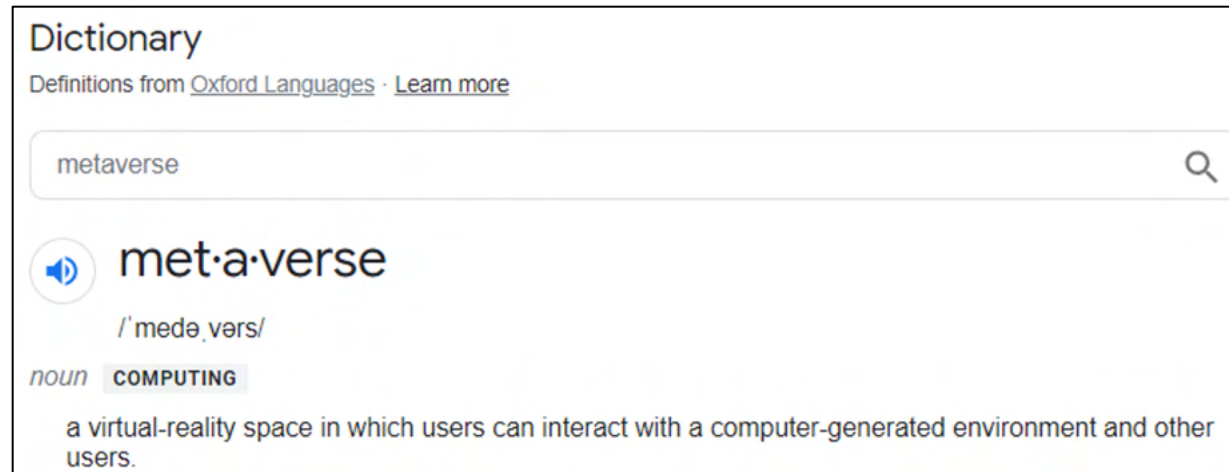 Dictionary
Definitions from Oxford Languages · Learn more
metaverse
met·a·verse
/ˈmedəˌvərs/
noun COMPUTING
a virtual-reality space in which users can interact with a computer-generated environment and other
users.